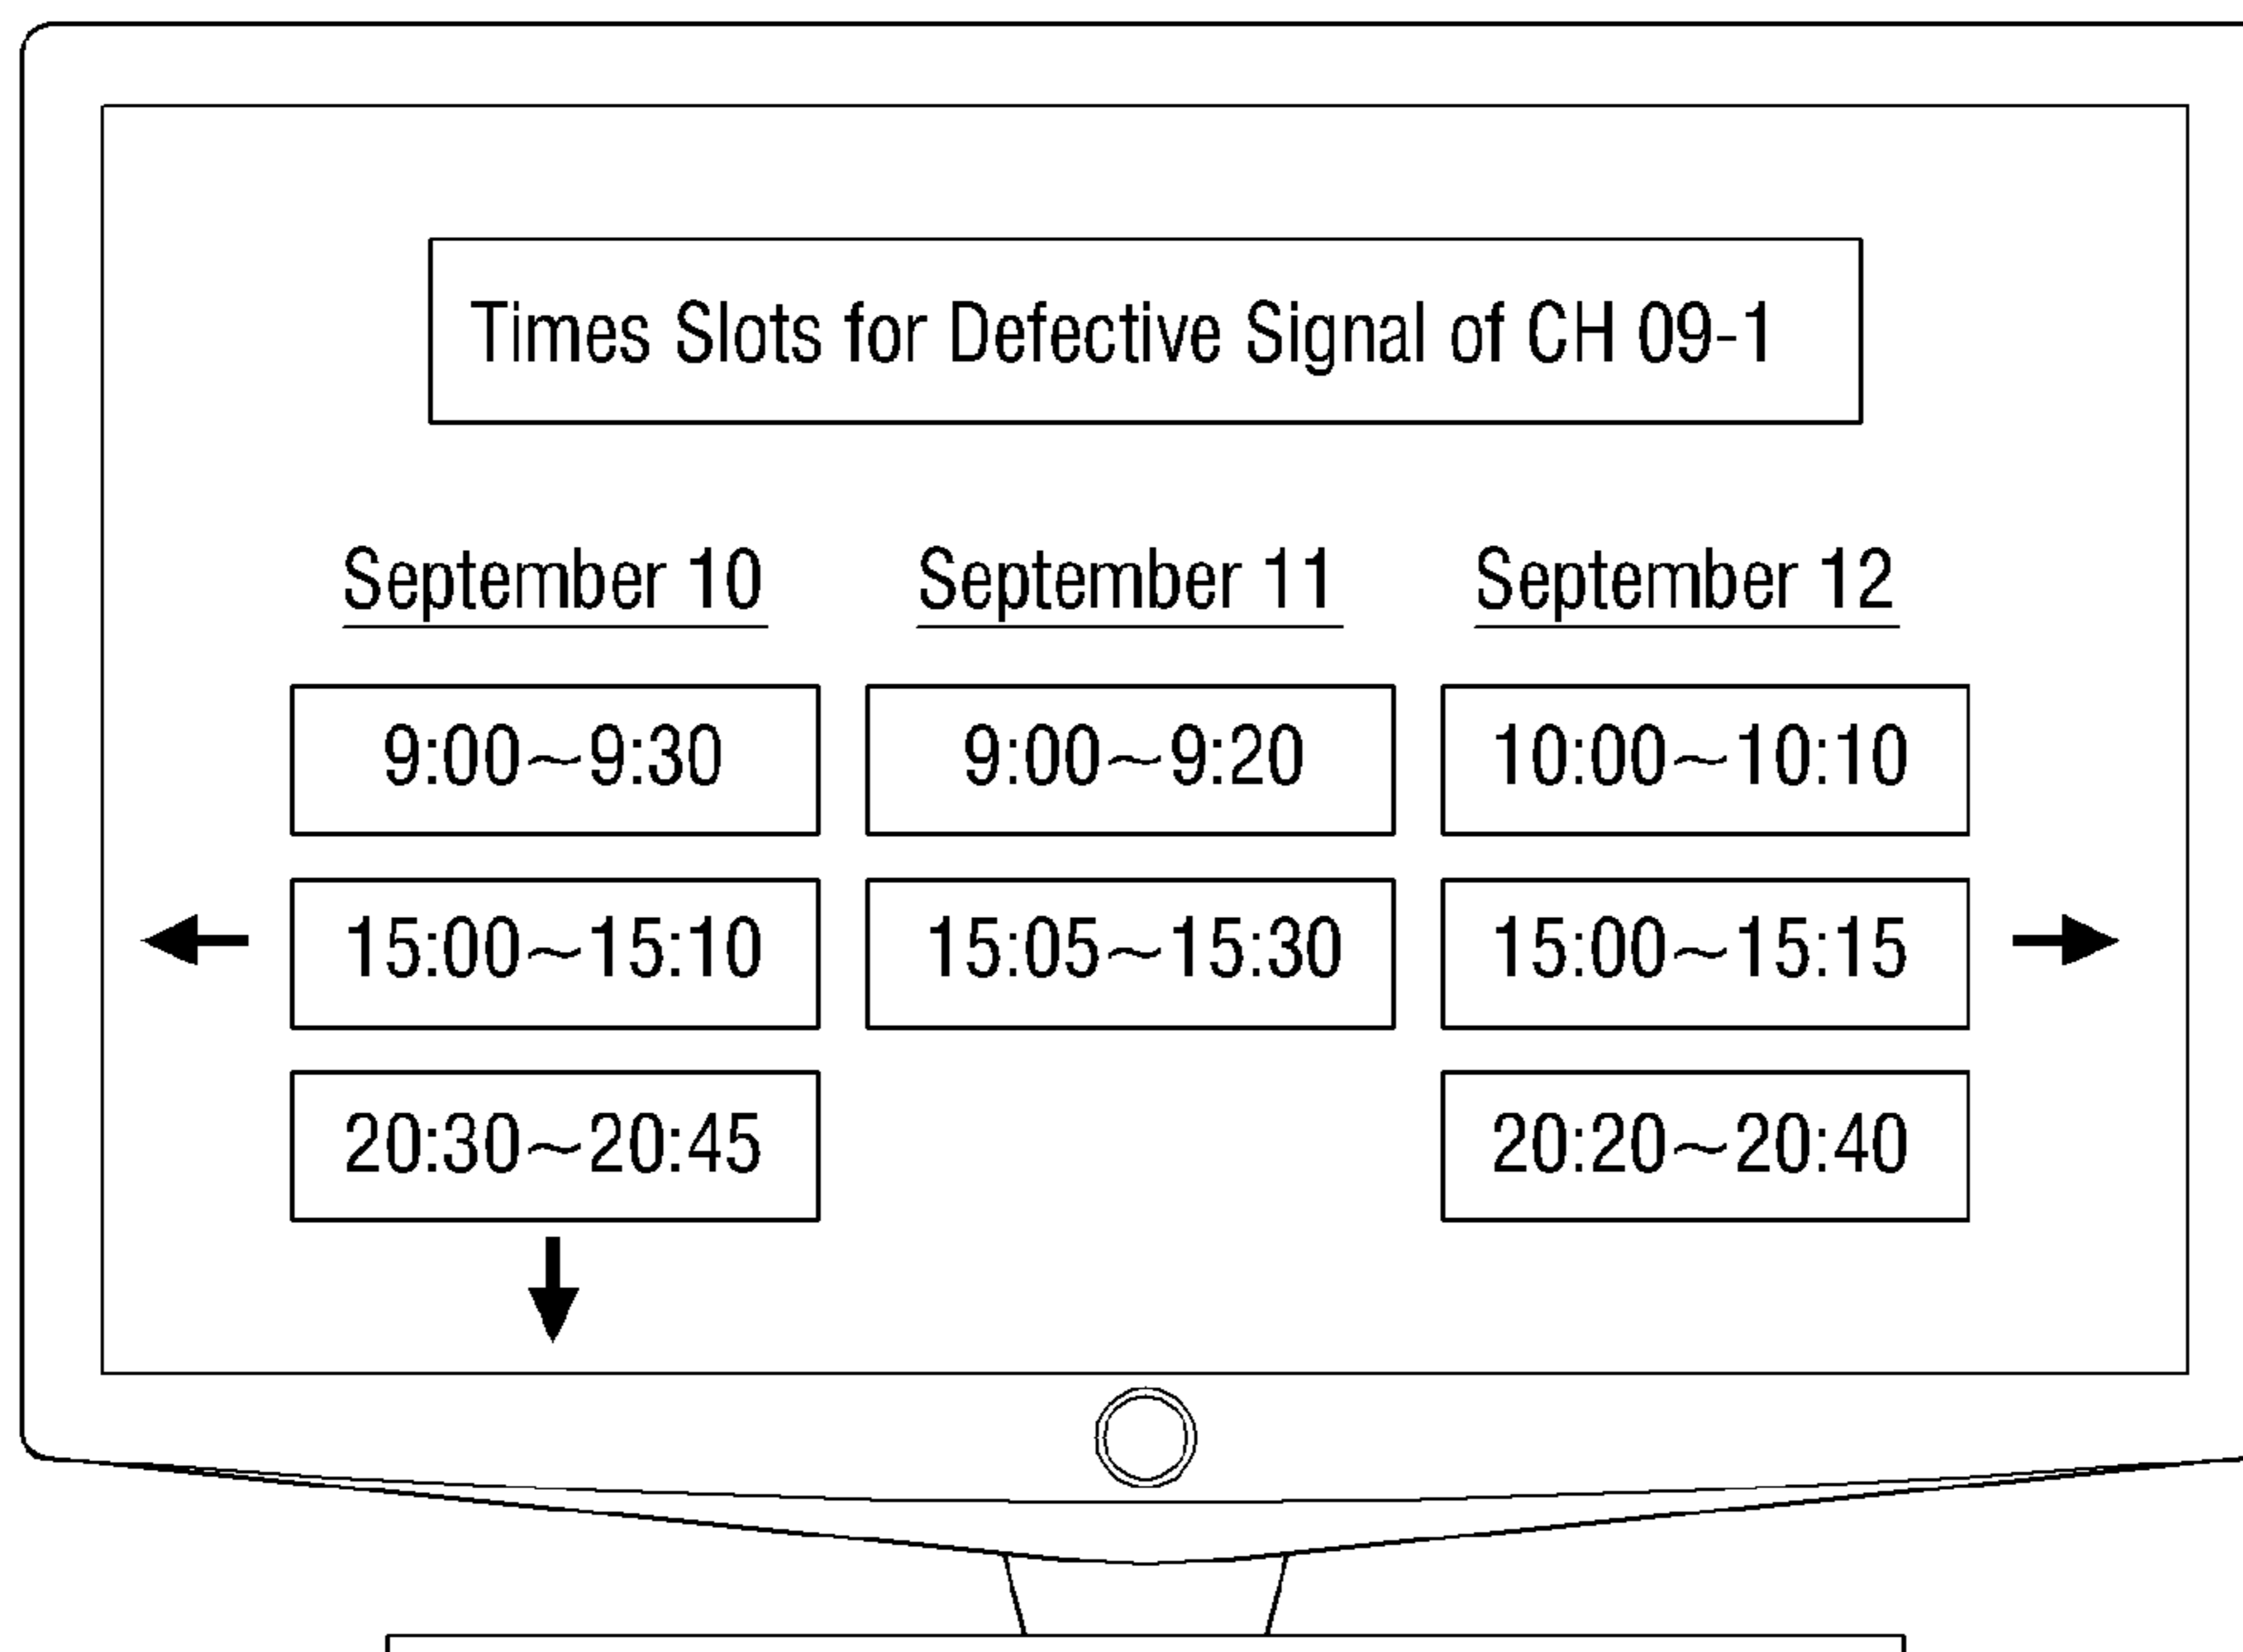 Times Slots for Defective Signal of CH 09-1
September 10 September 11 September 12
9:00~9:30 9:00~9:20 10:00~10:10
15:00~15:10 15:05~15:30 15:00~15:15
20:30~20:45 20:20~20:40